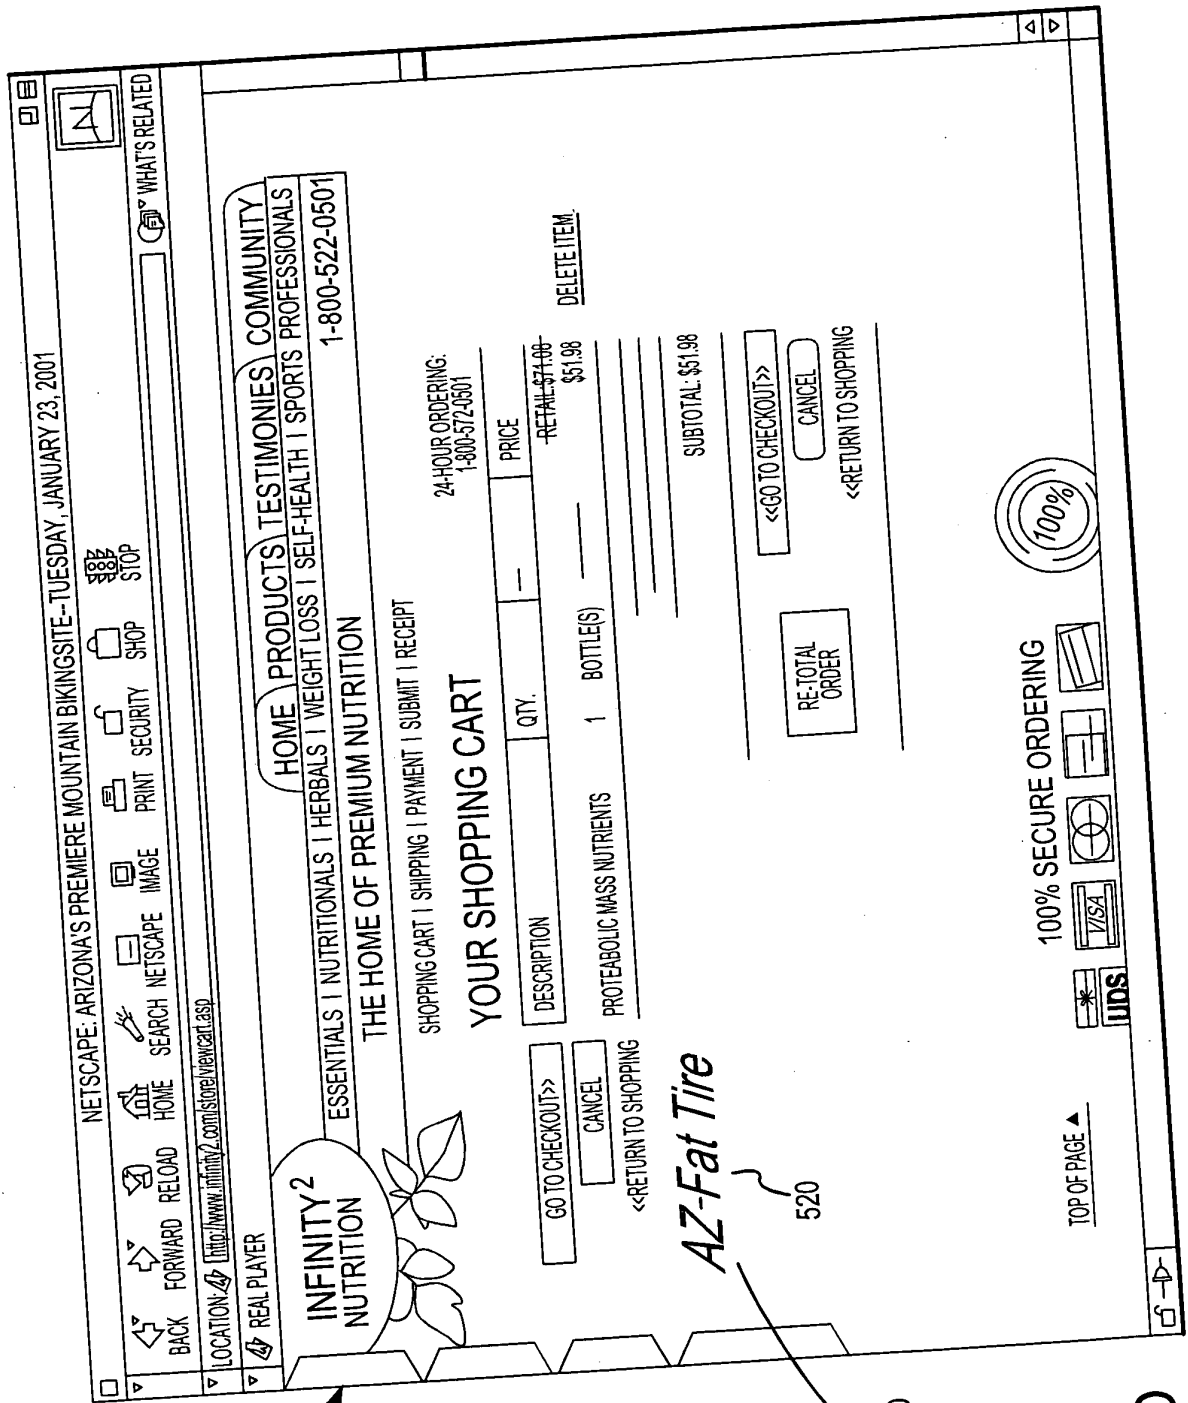 NETSCAPE: ARIZONA'S PREMIERE MOUNTAIN BIKINGSITE--TUESDAY, JANUARY 23, 2001
BACK FORWARD RELOAD HOME SEARCH NETSCAPE IMAGE PRINT SECURITY SHOP STOP
LOCATION: http://www.infinity2.com/store/viewcart.asp WHAT'S RELATED
REAL PLAYER
INFINITY2
NUTRITION
HOME PRODUCTS TESTIMONIES COMMUNITY
ESSENTIALS I NUTRITIONALS I HERBALS I WEIGHT LOSS I SELF-HEALTH I SPORTS PROFESSIONALS
THE HOME OF PREMIUM NUTRITION 1-800-522-0501
SHOPPING CART I SHIPPING I PAYMENT I SUBMIT I RECEIPT
24-HOUR ORDERING:
1-800-572-0501
YOUR SHOPPING CART
DESCRIPTION QTY. — PRICE
RETAIL:$71.08
PROTEABOLIC MASS NUTRIENTS 1 BOTTLE(S) $51.98 DELETE ITEM.
GO TO CHECKOUT>>
CANCEL
<<RETURN TO SHOPPING
SUBTOTAL: $51.98
AZ-Fat Tire
520
RE-TOTAL
ORDER
<<GO TO CHECKOUT>>
CANCEL
<<RETURN TO SHOPPING
100% SECURE ORDERING
100%
TOP OF PAGE ▲
VISA
UDS